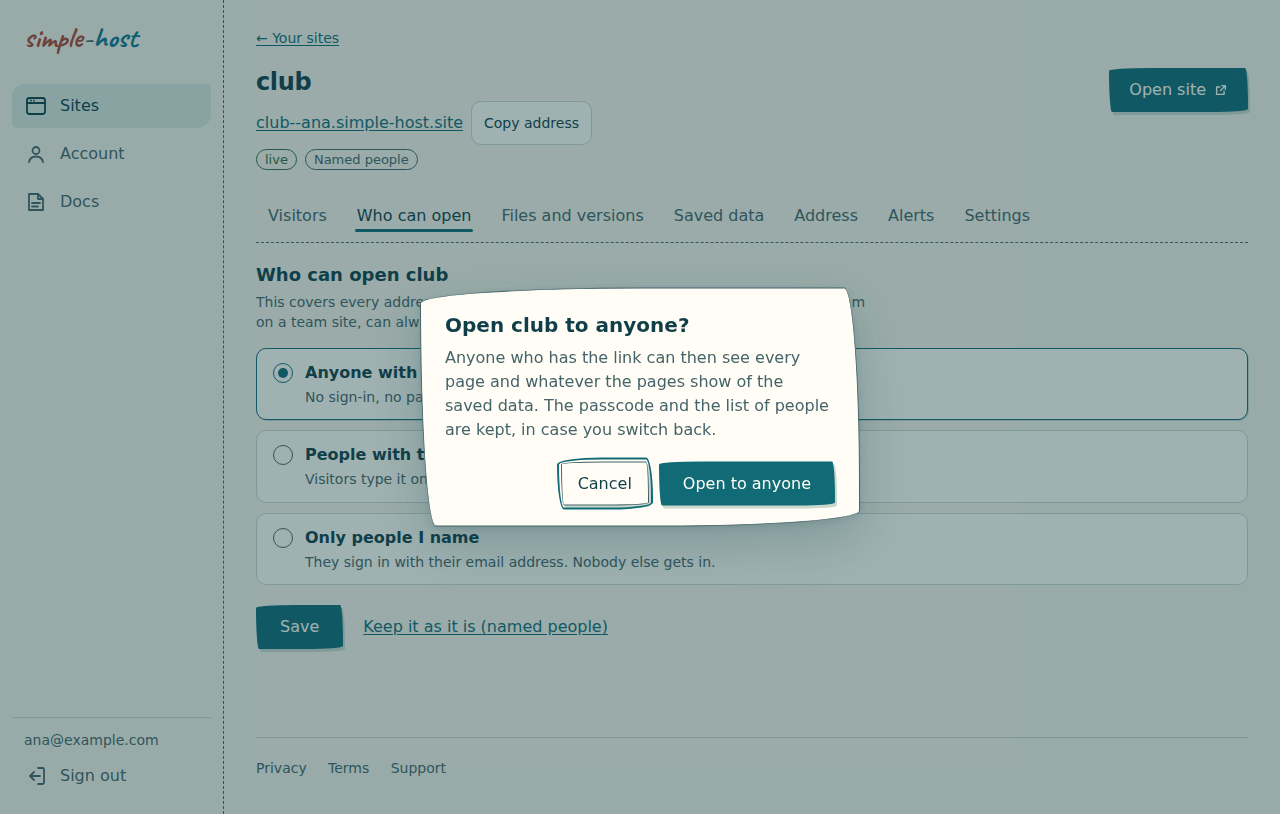 simple-host
Sites
Account
Docs
ana@example.com
Sign out
← Your sites
club
Open site
club--ana.simple-host.site
Copy address
live
Named people
Visitors
Who can open
Files and versions
Saved data
Address
Alerts
Settings
Who can open club
This covers every
on a team site, can
Anyone with
No sign-in, no
People with
Visitors type it
Only people I name
They sign in with their email address. Nobody else gets in.
Save
Keep it as it is (named people)
Open club to anyone?
Anyone who has the link can then see every
page and whatever the pages show of the
saved data. The passcode and the list of people
are kept, in case you switch back.
Cancel
Open to anyone
Privacy
Terms
Support